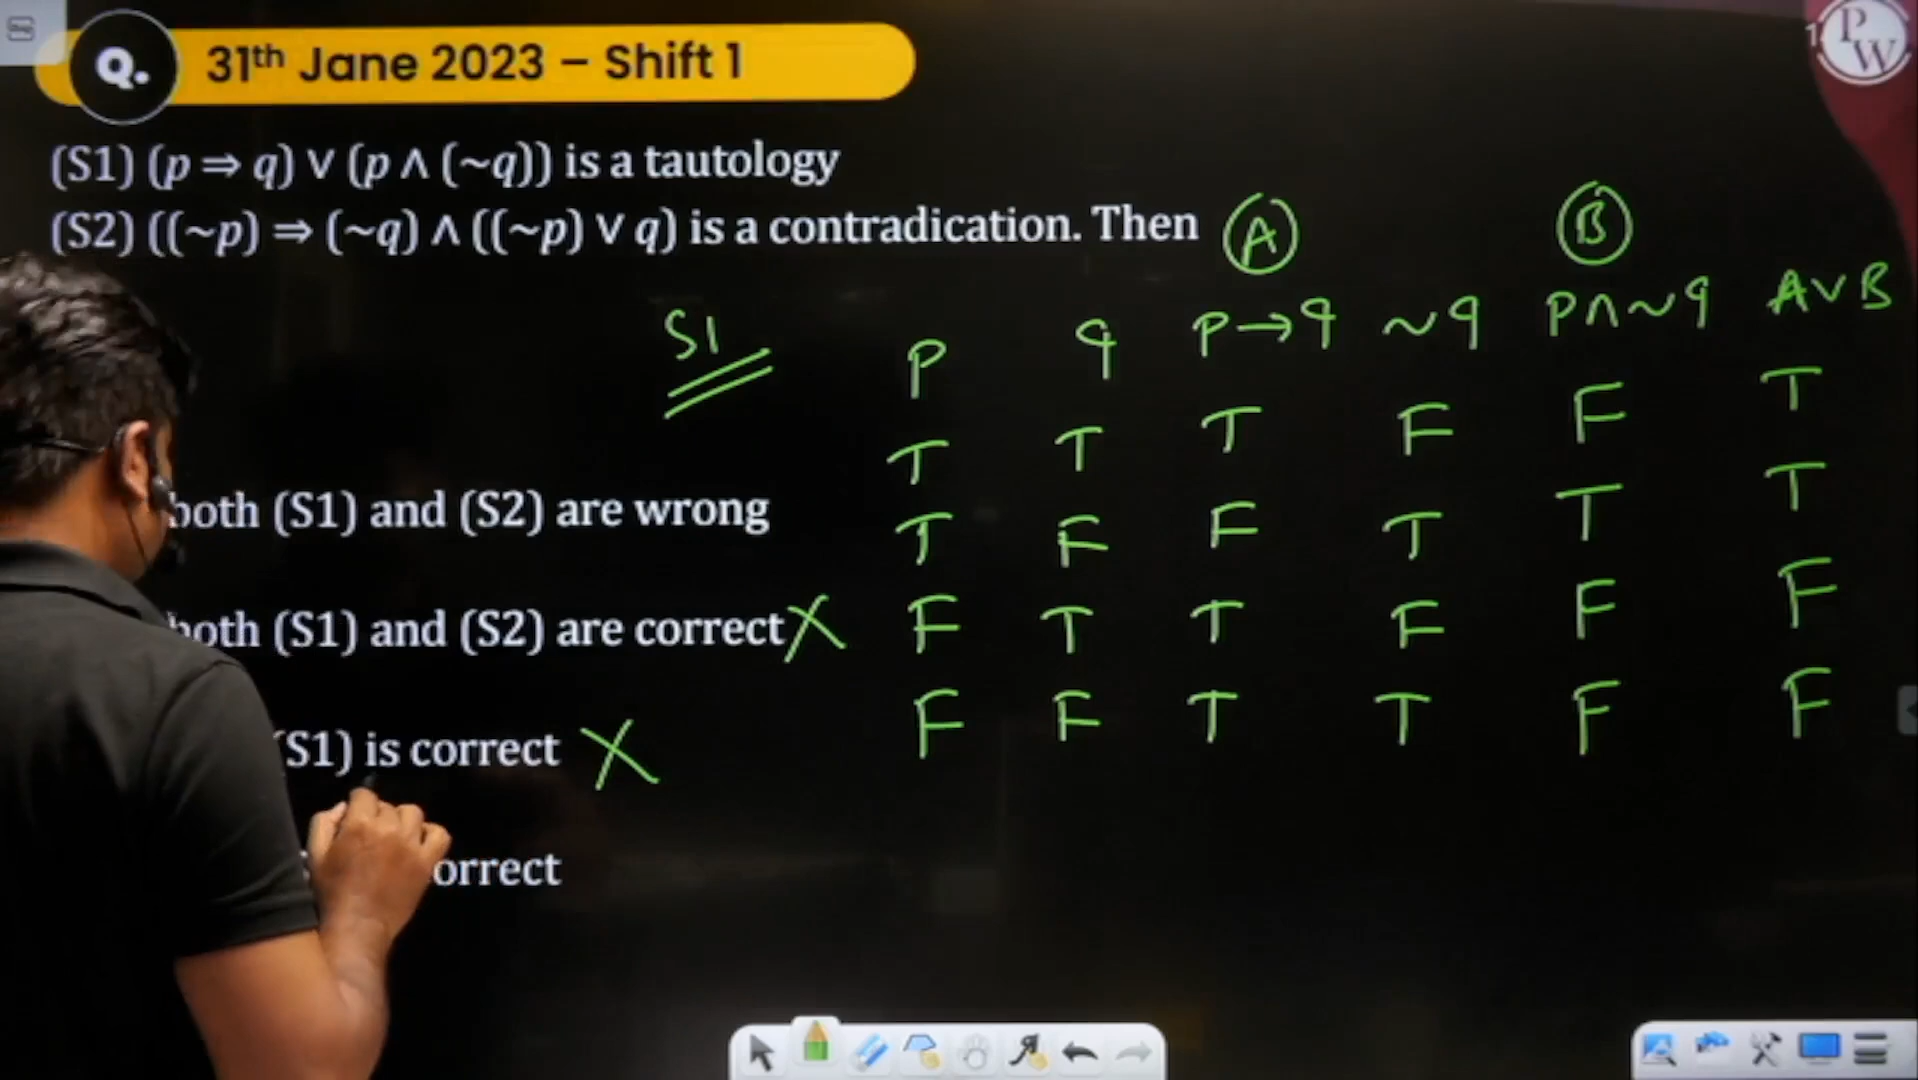 Q. 31th Jane 2023 – Shift 1
PW
(S1) (p ⇒ q) ∨ (p ∧ (~q)) is a tautology
(S2) ((~p) ⇒ (~q) ∧ ((~p) ∨ q) is a contradication. Then
A B
S1 P q P→q ~q P∧~q A∨B
T T T F F T
both (S1) and (S2) are wrong
T F F T T T
both (S1) and (S2) are correct X
F T T F F F
(S1) is correct X
F F T T F F
orrect